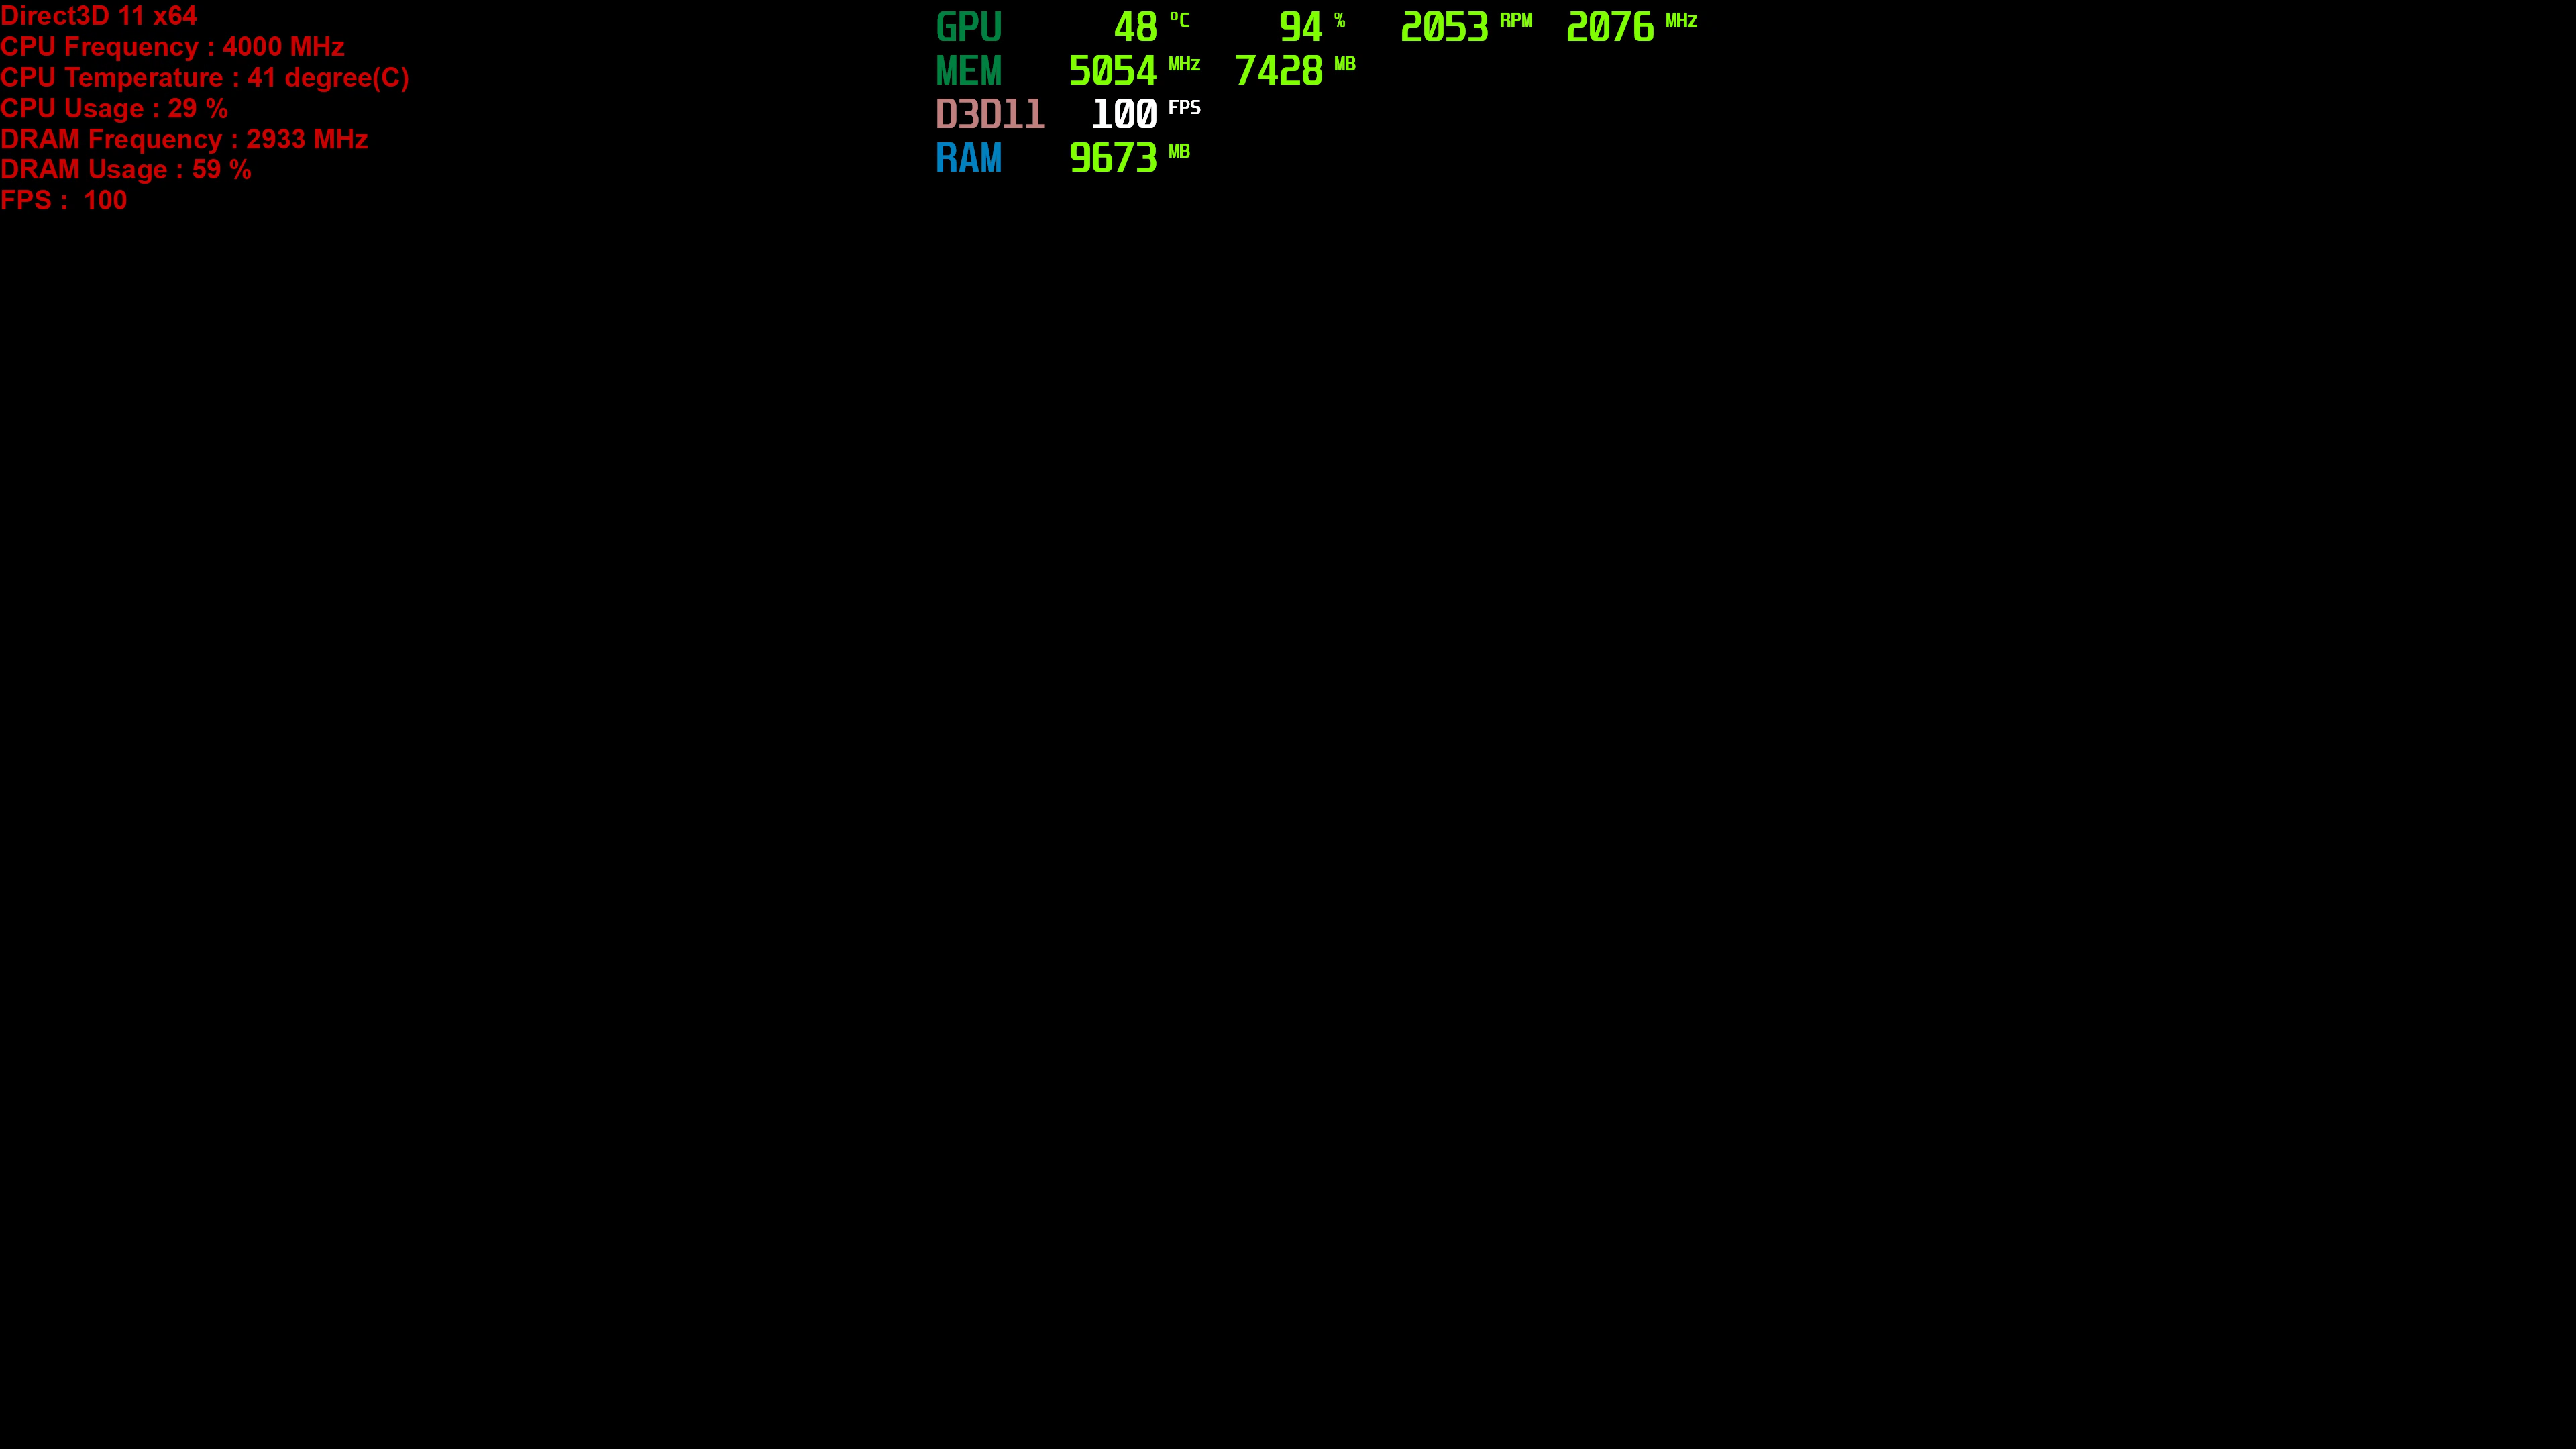 Direct3D 11 x64
CPU Frequency : 4000 MHz
CPU Temperature : 41 degree(C)
CPU Usage : 29 %
DRAM Frequency : 2933 MHz
DRAM Usage : 59 %
FPS : 100
GPU 48 °C 94 % 2053 RPM 2076 MHz
MEM 5054 MHz 7428 MB
D3D11 100 FPS
RAM 9673 MB